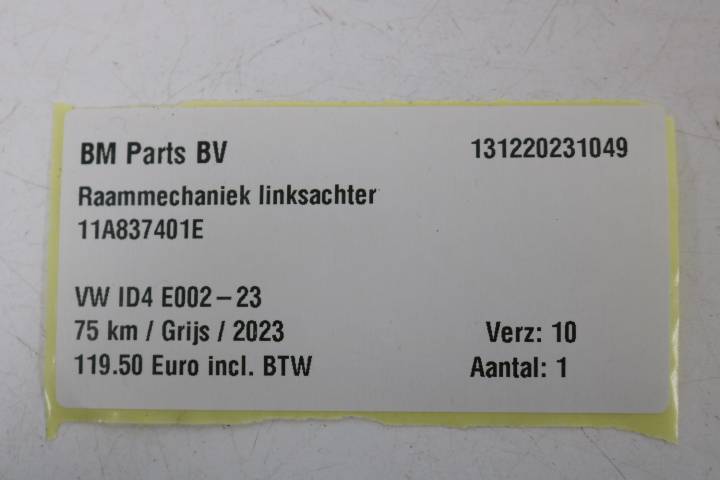 BM Parts BV 131220231049
Raammechaniek linksachter
11A837401E
VW ID4 E002-23
75 km / Grijs / 2023 Verz: 10
119.50 Euro incl. BTW Aantal: 1